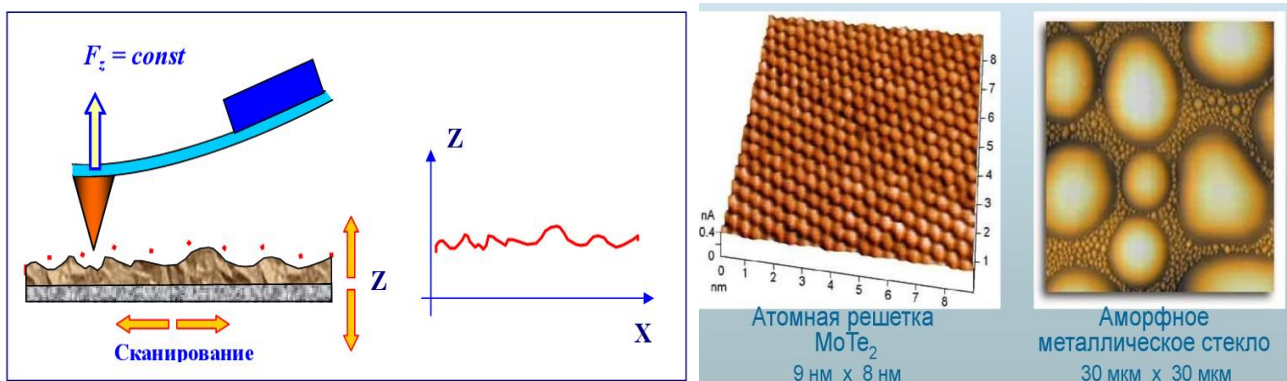 F_z = const
Z
Z
X
Сканирование
nA
0.4
0
0
nm
1
2
3
4
5
6
7
8
1
2
3
4
5
6
7
8
Атомная решетка
MoTe₂
9 нм x 8 нм
Аморфное
металлическое стекло
30 мкм x 30 мкм